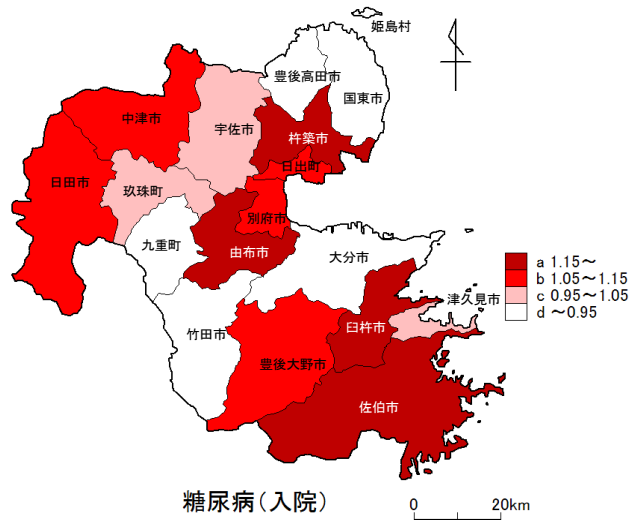 姫島村
豊後高田市
国東市
中津市
宇佐市
杵築市
日出町
日田市
玖珠町
別府市
九重町
由布市
大分市
a 1.15～
b 1.05～1.15
c 0.95～1.05
d ～0.95
津久見市
臼杵市
竹田市
豊後大野市
佐伯市
糖尿病(入院)
0 20km